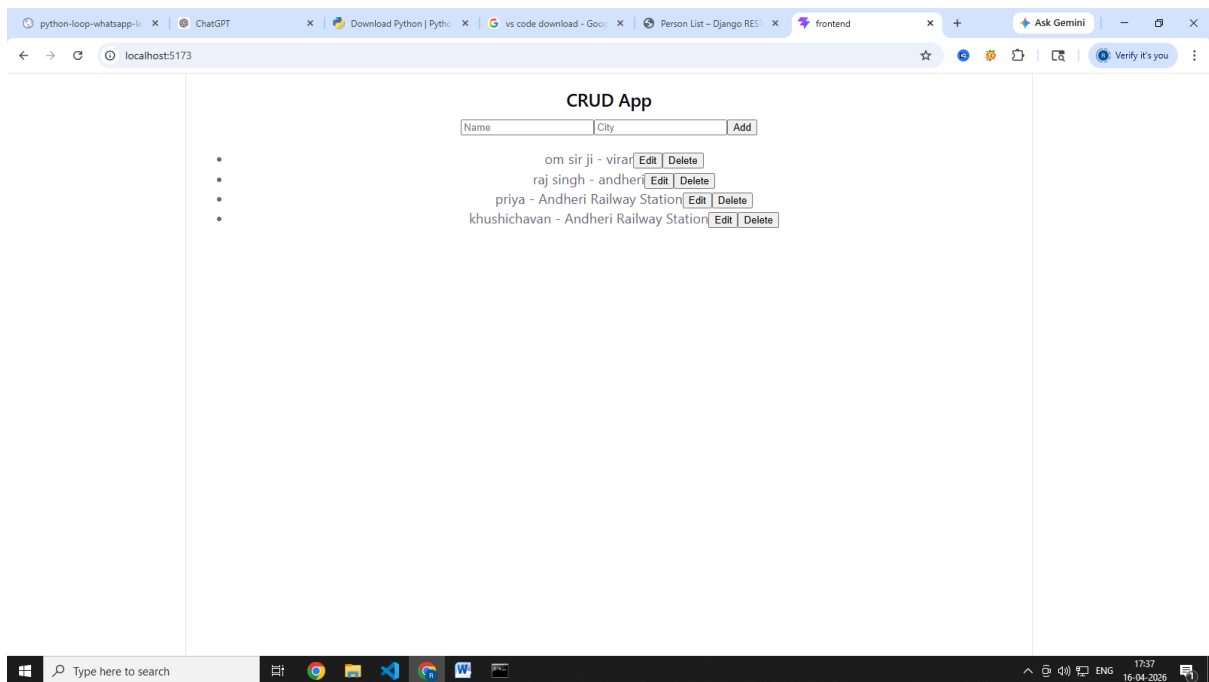 python-loop-whatsapp-le
ChatGPT
Download Python | Pytho
vs code download - Goog
Person List – Django REST
frontend
Ask Gemini
localhost:5173
Verify it's you
CRUD App
Name City Add
om sir ji - virar Edit Delete
raj singh - andheri Edit Delete
priya - Andheri Railway Station Edit Delete
khushichavan - Andheri Railway Station Edit Delete
Type here to search
ENG
17:37
16-04-2026